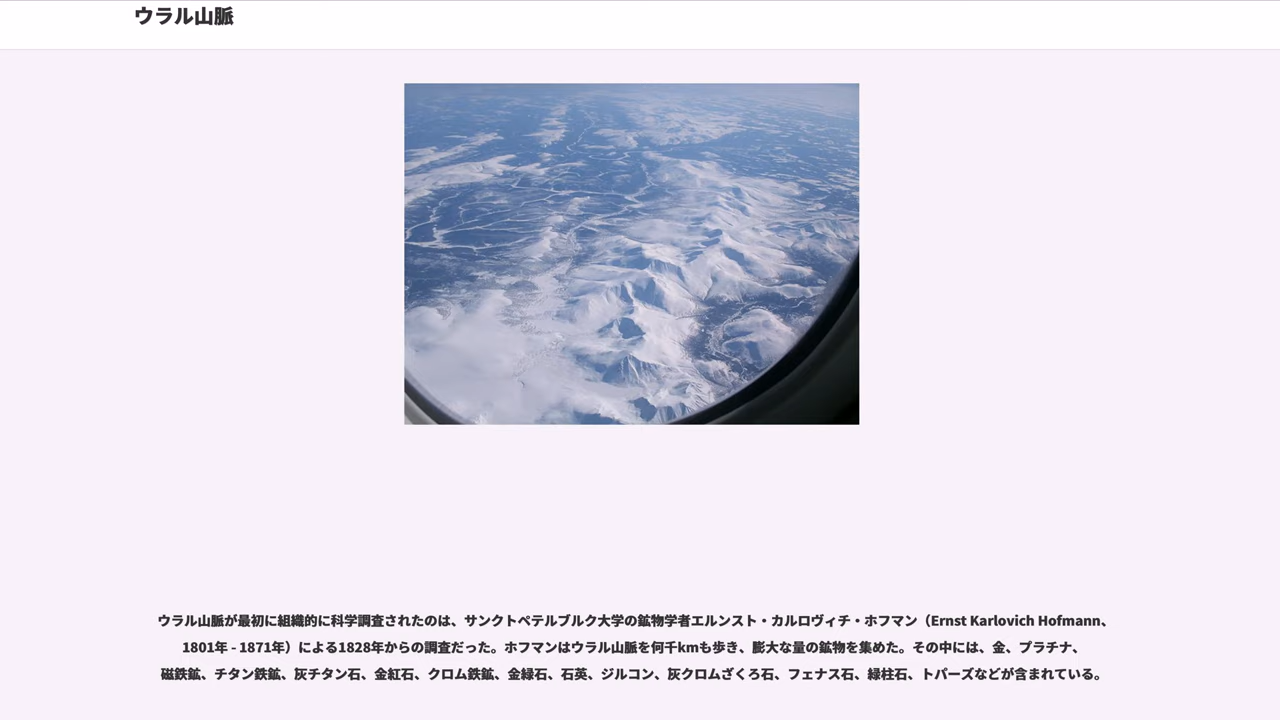 ウラル山脈
ウラル山脈が最初に組織的に科学調査されたのは、サンクトペテルブルク大学の鉱物学者エルンスト・カルロヴィチ・ホフマン（Ernst Karlovich Hofmann、
1801年 - 1871年）による1828年からの調査だった。ホフマンはウラル山脈を何千kmも歩き、膨大な量の鉱物を集めた。その中には、金、プラチナ、
磁鉄鉱、チタン鉄鉱、灰チタン石、金紅石、クロム鉄鉱、金緑石、石英、ジルコン、灰クロムざくろ石、フェナス石、緑柱石、トパーズなどが含まれている。